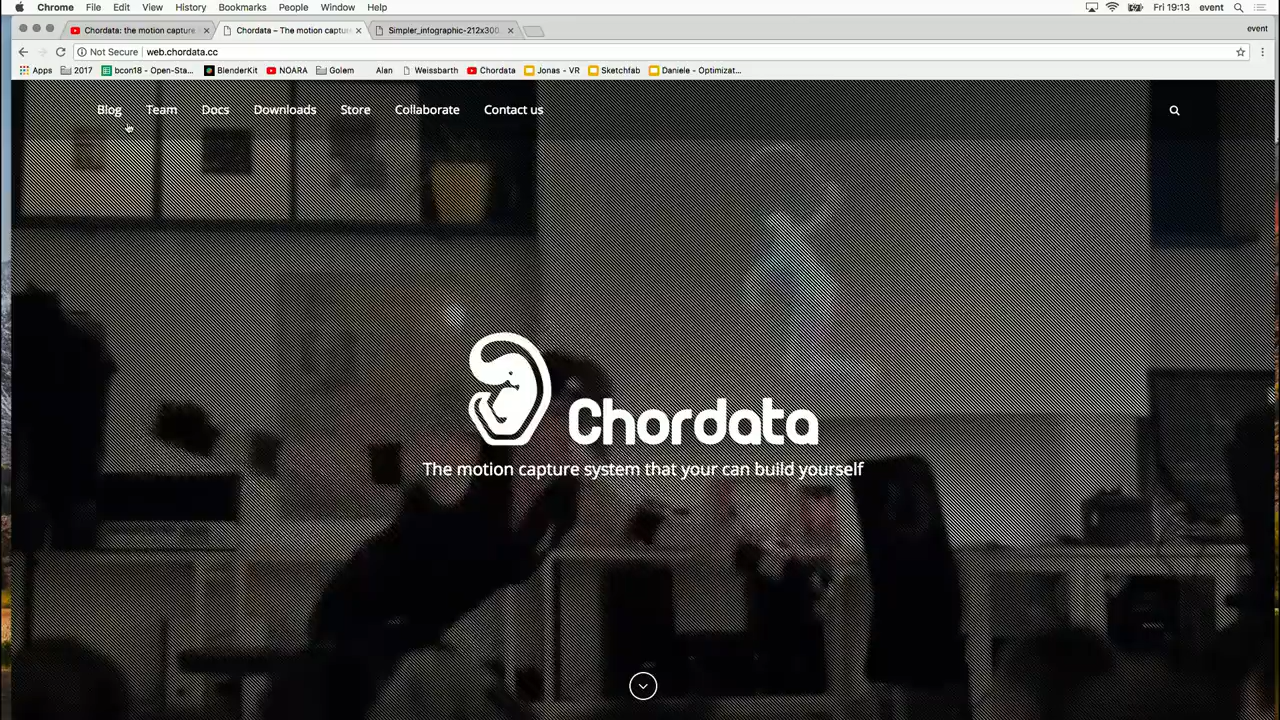 Chrome File Edit View History Bookmarks People Window Help Fri 19:13 event
Chordata: the motion capture Chordata – The motion captur Simpler_infographic-212x300 event
Not Secure web.chordata.cc
Apps 2017 bcon18 - Open-Sta... BlenderKit NOARA Golem Alan Weissbarth Chordata Jonas - VR Sketchfab Daniele - Optimizat...
Blog Team Docs Downloads Store Collaborate Contact us
Chordata
The motion capture system that your can build yourself